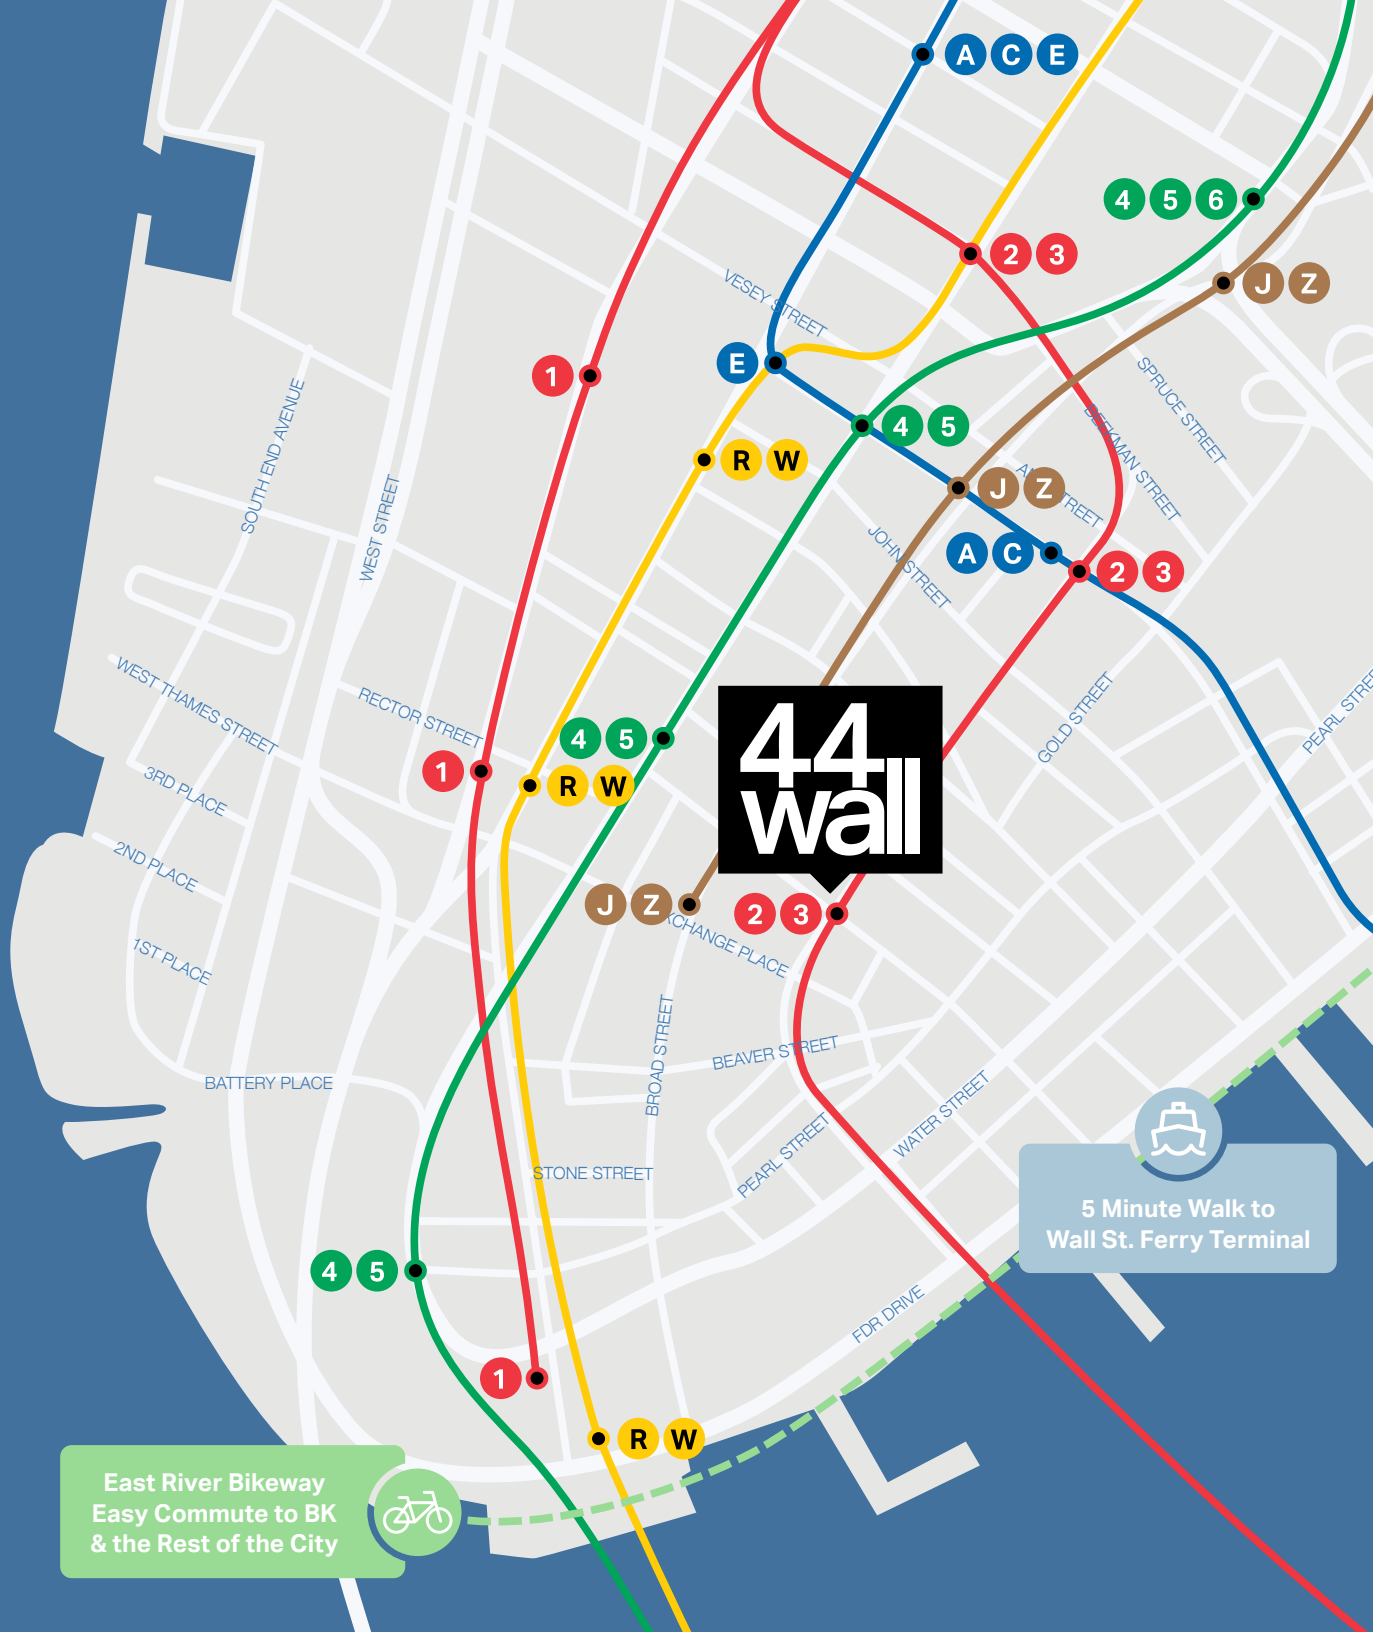 A C E
4 5 6
2 3
J Z
VESEY STREET
E
1
SPRUCE STREET
4 5
BEEKMAN STREET
SOUTH END AVENUE
R W
WEST STREET
J Z
STREET
JOHN STREET
A C
2 3
WEST THAMES STREET
RECTOR STREET
GOLD STREET
PEARL STREET
4 5
44
wall
1
R W
3RD PLACE
2ND PLACE
J Z
2 3
XCHANGE PLACE
1ST PLACE
BROAD STREET
BEAVER STREET
BATTERY PLACE
WATER STREET
PEARL STREET
STONE STREET
5 Minute Walk to
Wall St. Ferry Terminal
4 5
FDR DRIVE
1
R W
East River Bikeway
Easy Commute to BK
& the Rest of the City